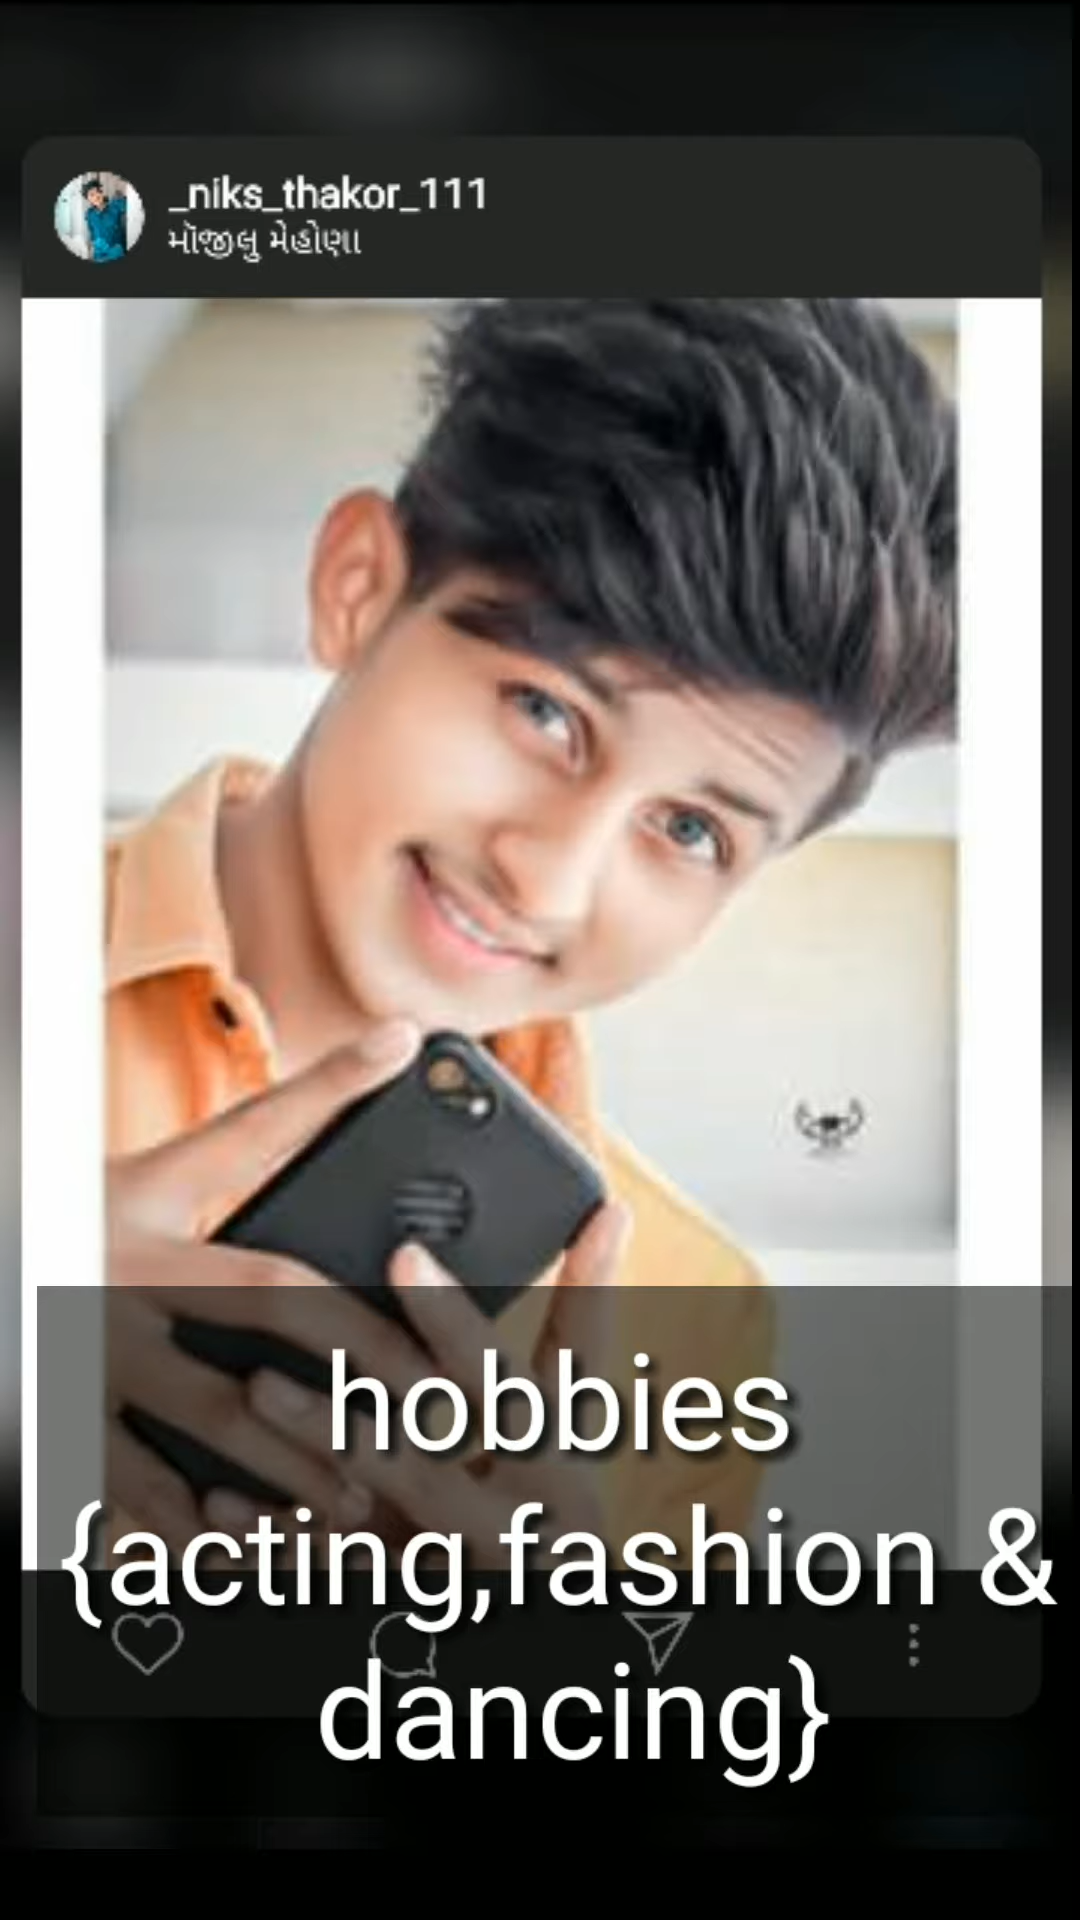 _niks_thakor_111
મોજીલુ મેહોણા
hobbies
{acting,fashion &
dancing}